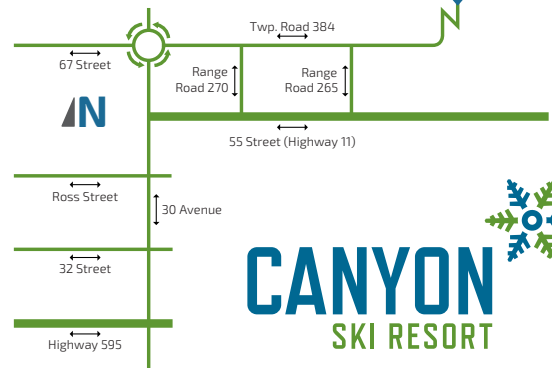 Twp. Road 384
67 Street
Range
Road 270
Range
Road 265
N
55 Street (Highway 11)
Ross Street
30 Avenue
32 Street
CANYON
SKI RESORT
Highway 595